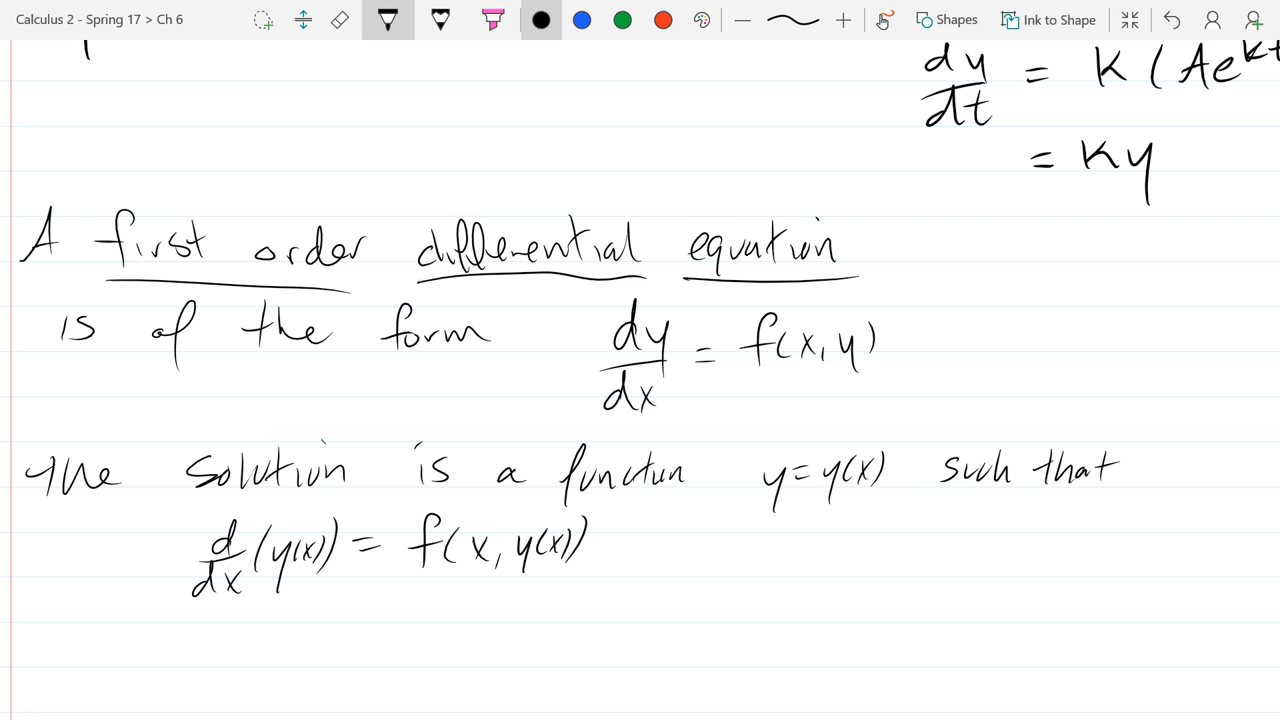 Calculus 2 - Spring 17 > Ch 6
Shapes
Ink to Shape
dy/dt = K(Ae^kt
= Ky
A first order differential equation
is of the form dy/dx = f(x,y)
The solution is a function y=y(x) such that
d/dx (y(x)) = f(x, y(x))